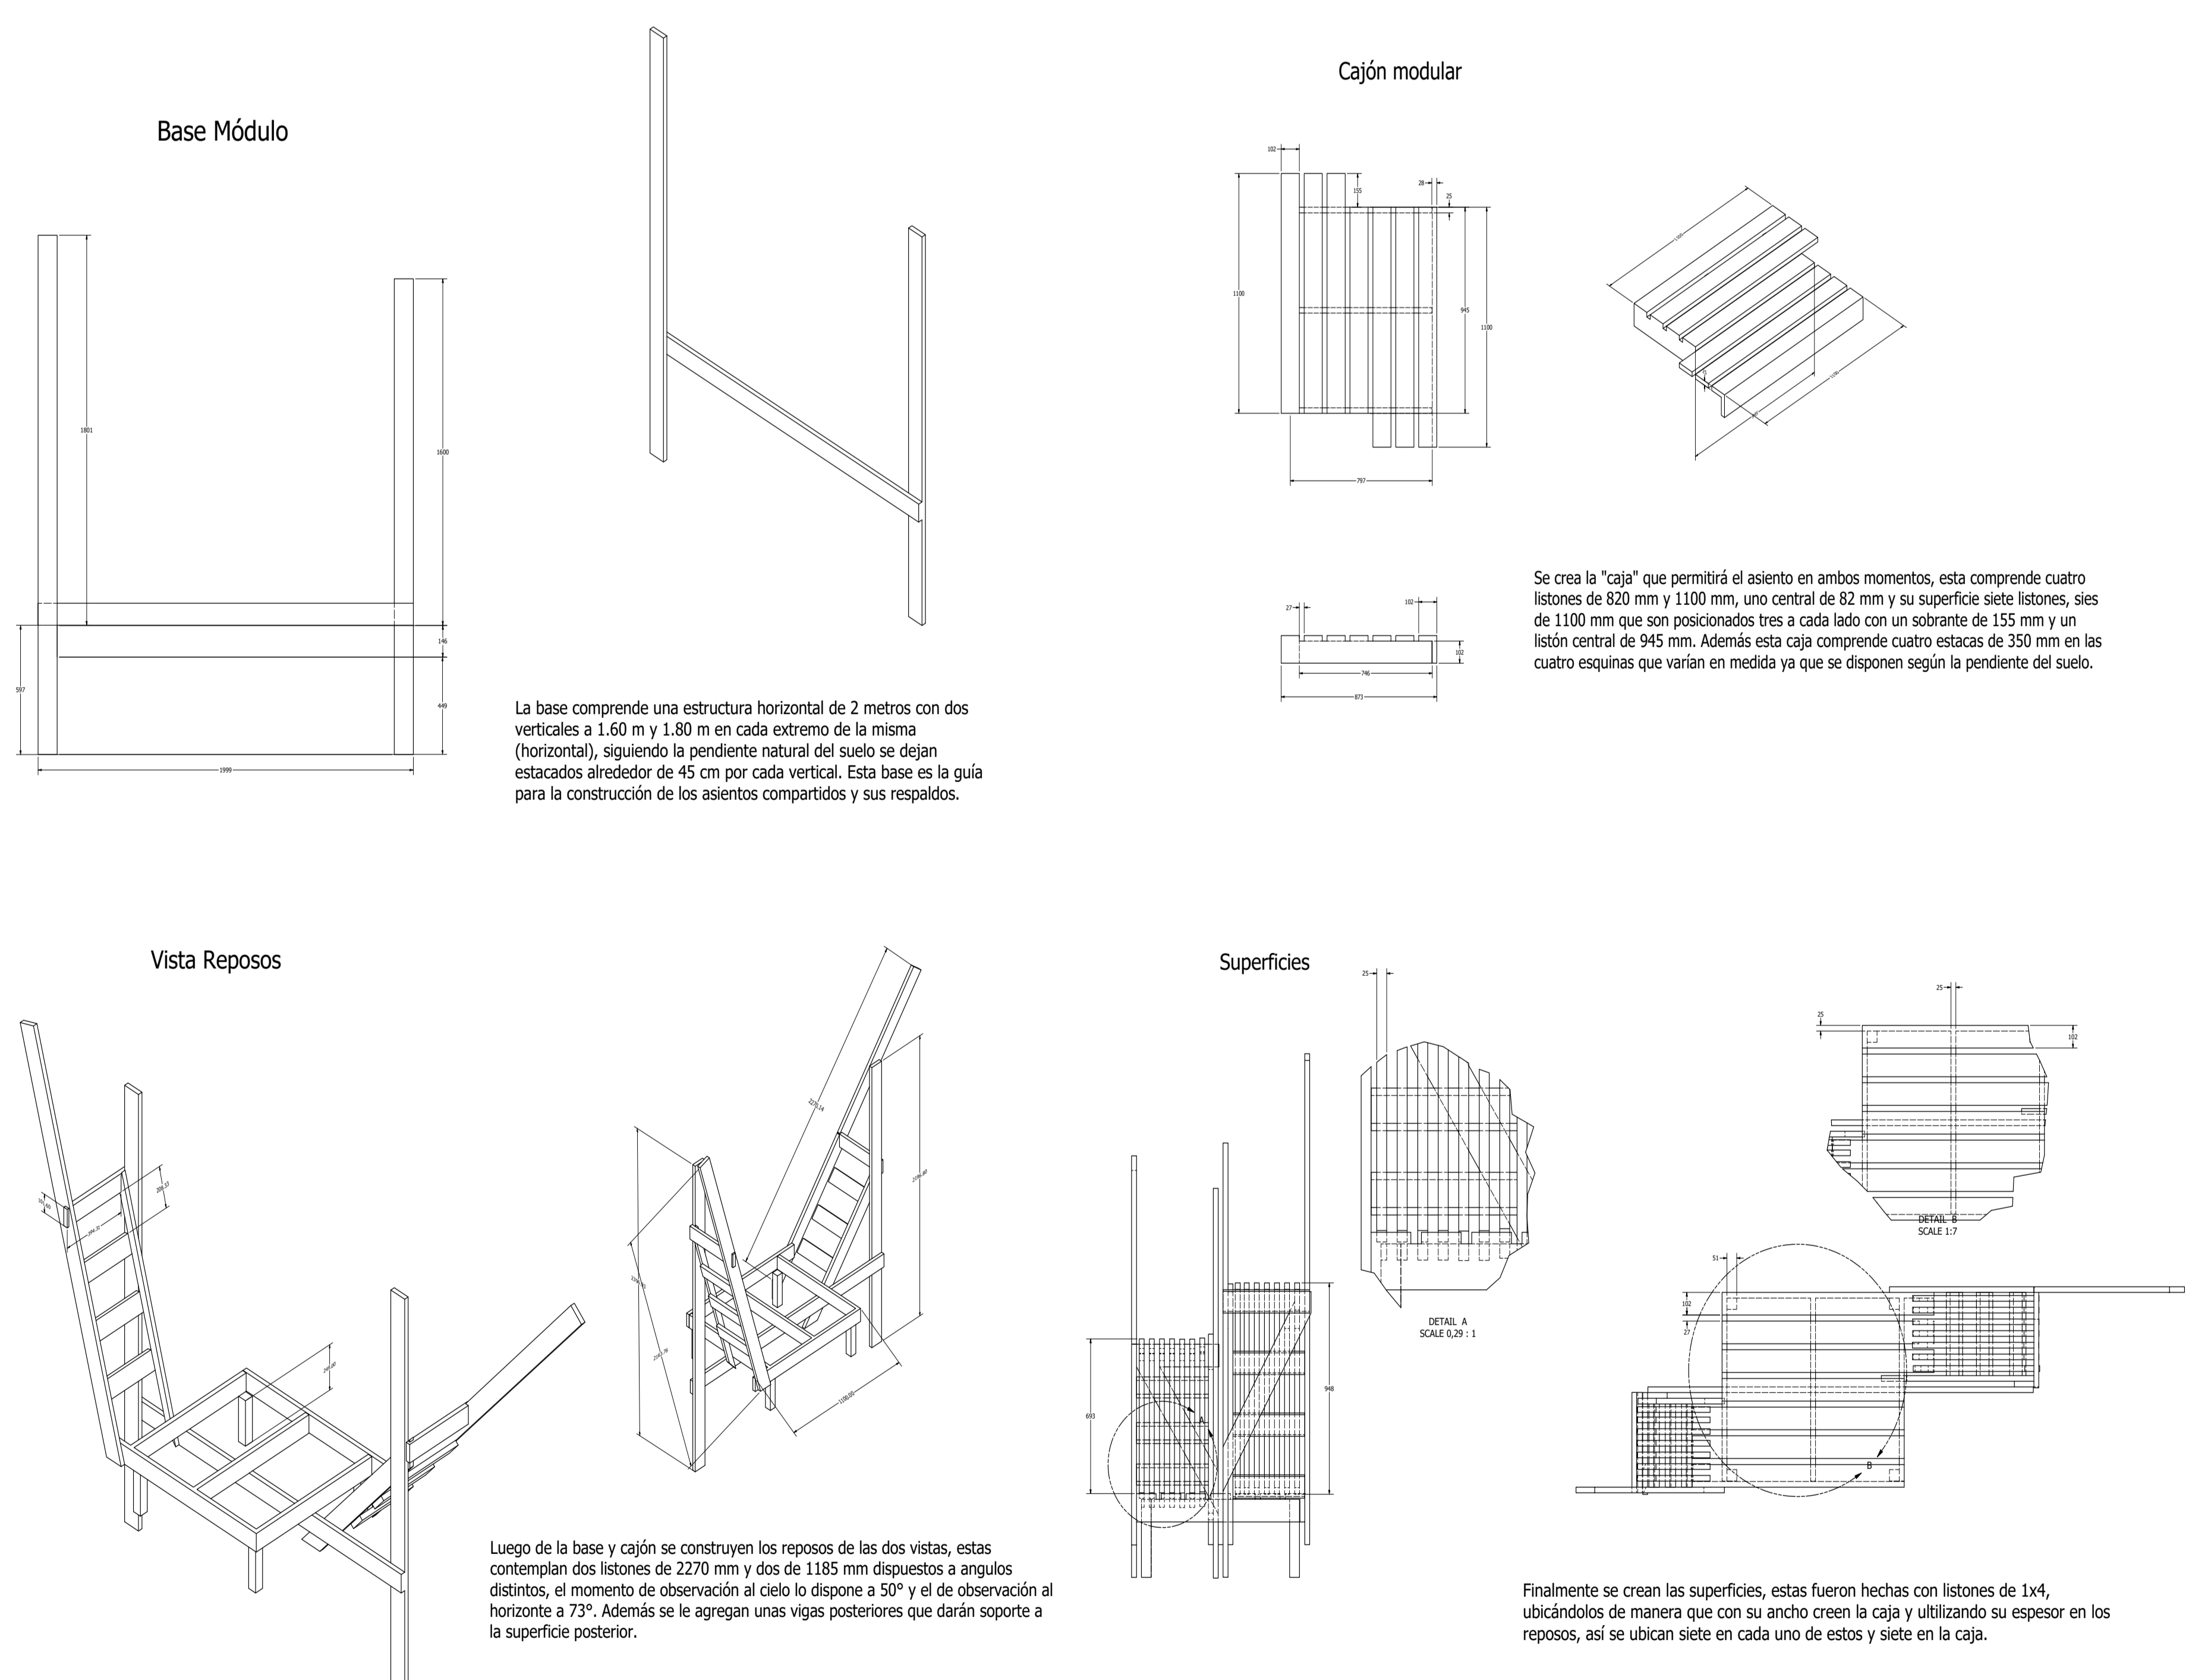 Base Módulo
1801
1600
146
597
449
1999
La base comprende una estructura horizontal de 2 metros con dos
verticales a 1.60 m y 1.80 m en cada extremo de la misma
(horizontal), siguiendo la pendiente natural del suelo se dejan
estacados alrededor de 45 cm por cada vertical. Esta base es la guía
para la construcción de los asientos compartidos y sus respaldos.
Cajón modular
102
155
28
25
1100
945
1100
797
27
102
102
746
873
1100
Se crea la "caja" que permitirá el asiento en ambos momentos, esta comprende cuatro
listones de 820 mm y 1100 mm, uno central de 82 mm y su superficie siete listones, sies
de 1100 mm que son posicionados tres a cada lado con un sobrante de 155 mm y un
listón central de 945 mm. Además esta caja comprende cuatro estacas de 350 mm en las
cuatro esquinas que varían en medida ya que se disponen según la pendiente del suelo.
Vista Reposos
2270.14
1100.00
Luego de la base y cajón se construyen los reposos de las dos vistas, estas
contemplan dos listones de 2270 mm y dos de 1185 mm dispuestos a angulos
distintos, el momento de observación al cielo lo dispone a 50° y el de observación al
horizonte a 73°. Además se le agregan unas vigas posteriores que darán soporte a
la superficie posterior.
Superficies
25
DETAIL A
SCALE 0,29 : 1
693
948
A
25
25
102
DETAIL B
SCALE 1:7
51
102
27
B
Finalmente se crean las superficies, estas fueron hechas con listones de 1x4,
ubicándolos de manera que con su ancho creen la caja y ultilizando su espesor en los
reposos, así se ubican siete en cada uno de estos y siete en la caja.